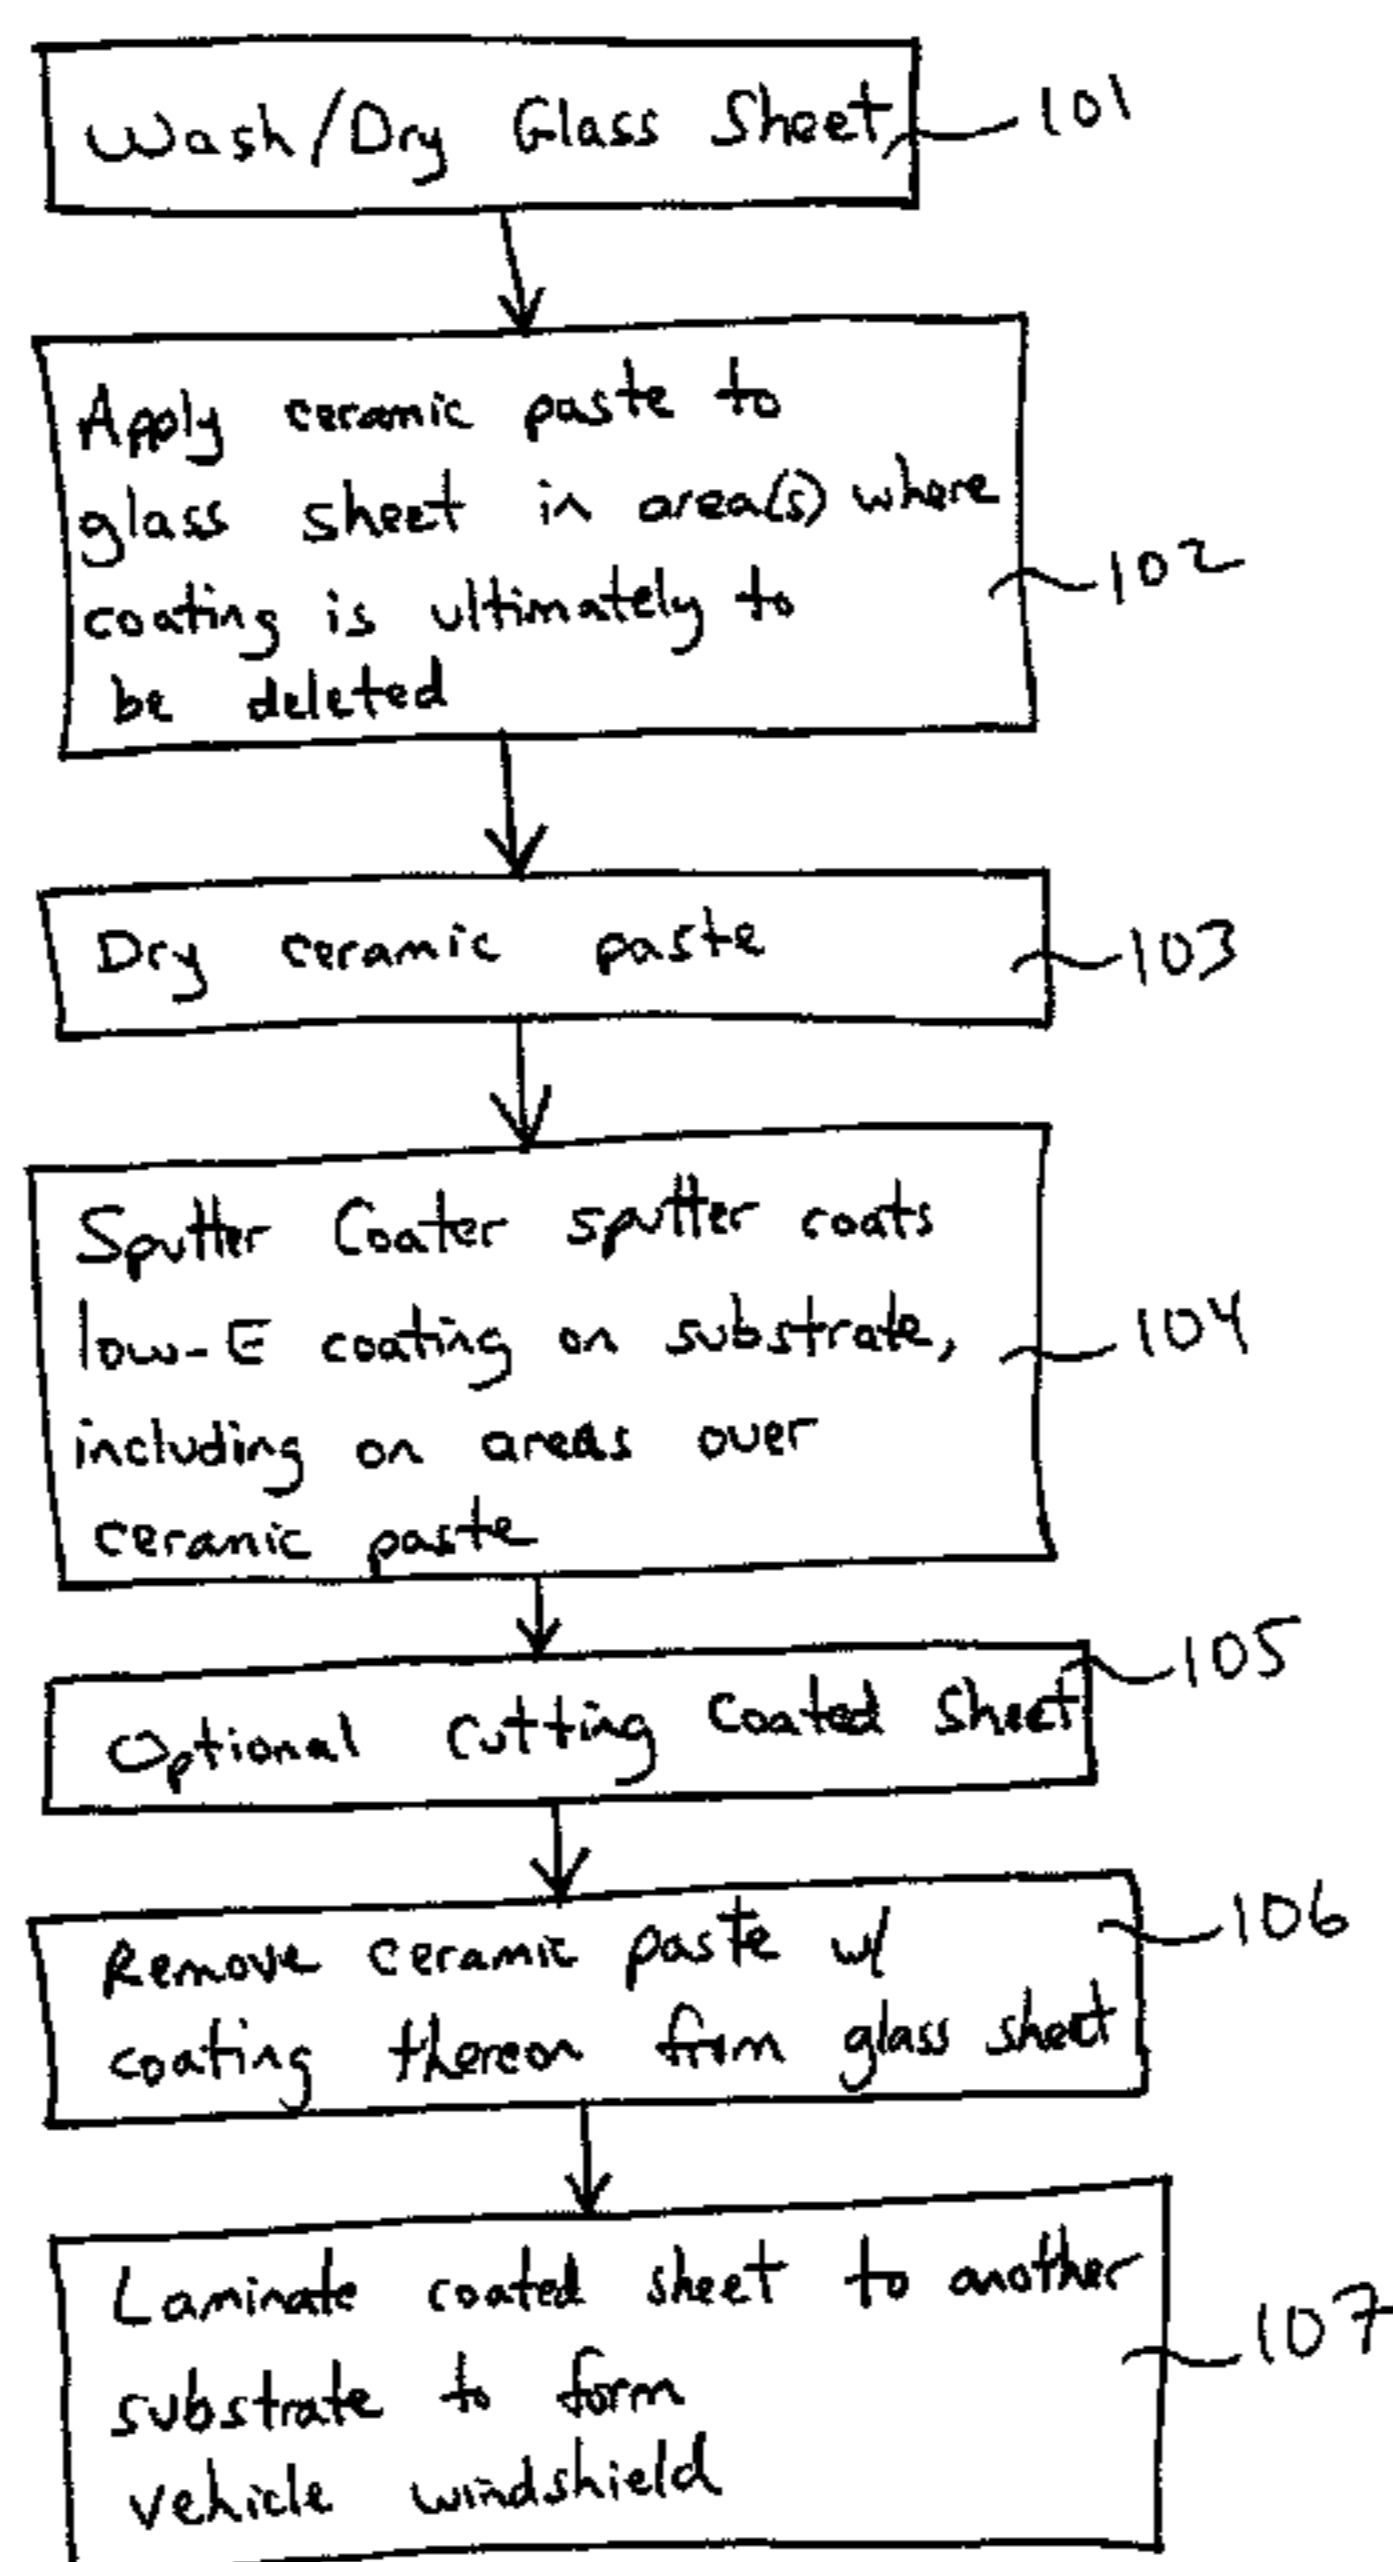 Wash/Dry Glass Sheet 101
Apply ceramic paste to
glass sheet in area(s) where
coating is ultimately to 102
be deleted
Dry ceramic paste 103
Sputter Coater sputter coats
low-E coating on substrate, 104
including on areas over
ceramic paste
Optional cutting coated sheet 105
Remove ceramic paste w/ 106
coating thereon from glass sheet
Laminate coated sheet to another
substrate to form 107
vehicle windshield